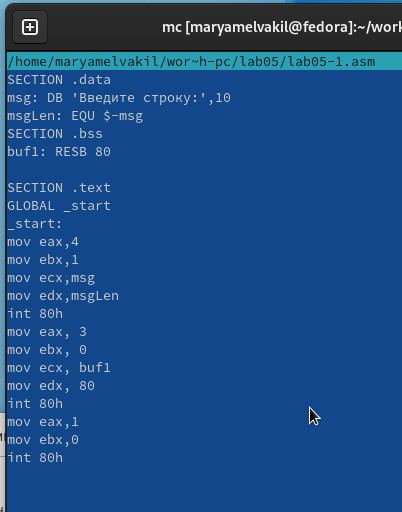 mc [maryamelvakil@fedora]:~/work
/home/maryamelvakil/wor~h-pc/lab05/lab05-1.asm
SECTION .data
msg: DB 'Введите строку:',10
msgLen: EQU $-msg
SECTION .bss
buf1: RESB 80
SECTION .text
GLOBAL _start
_start:
mov eax,4
mov ebx,1
mov ecx,msg
mov edx,msgLen
int 80h
mov eax, 3
mov ebx, 0
mov ecx, buf1
mov edx, 80
int 80h
mov eax,1
mov ebx,0
int 80h